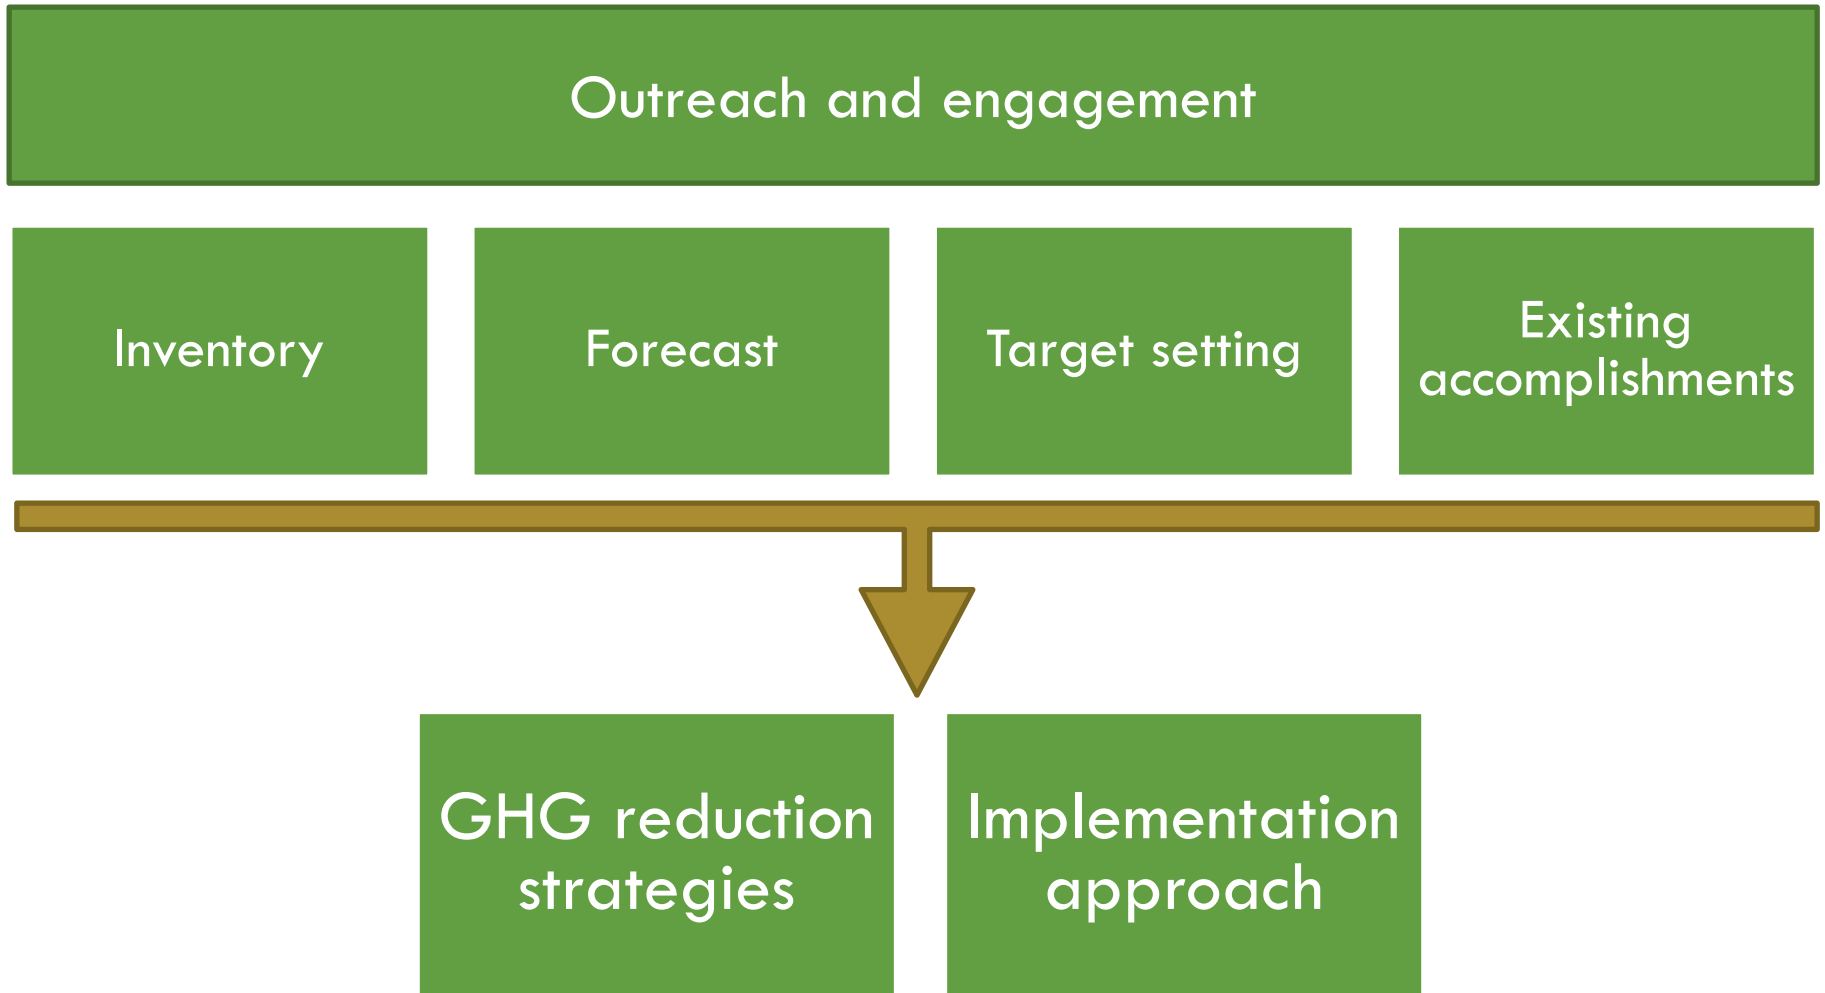 Outreach and engagement
Inventory
Forecast
Target setting
Existing
accomplishments
GHG reduction
strategies
Implementation
approach